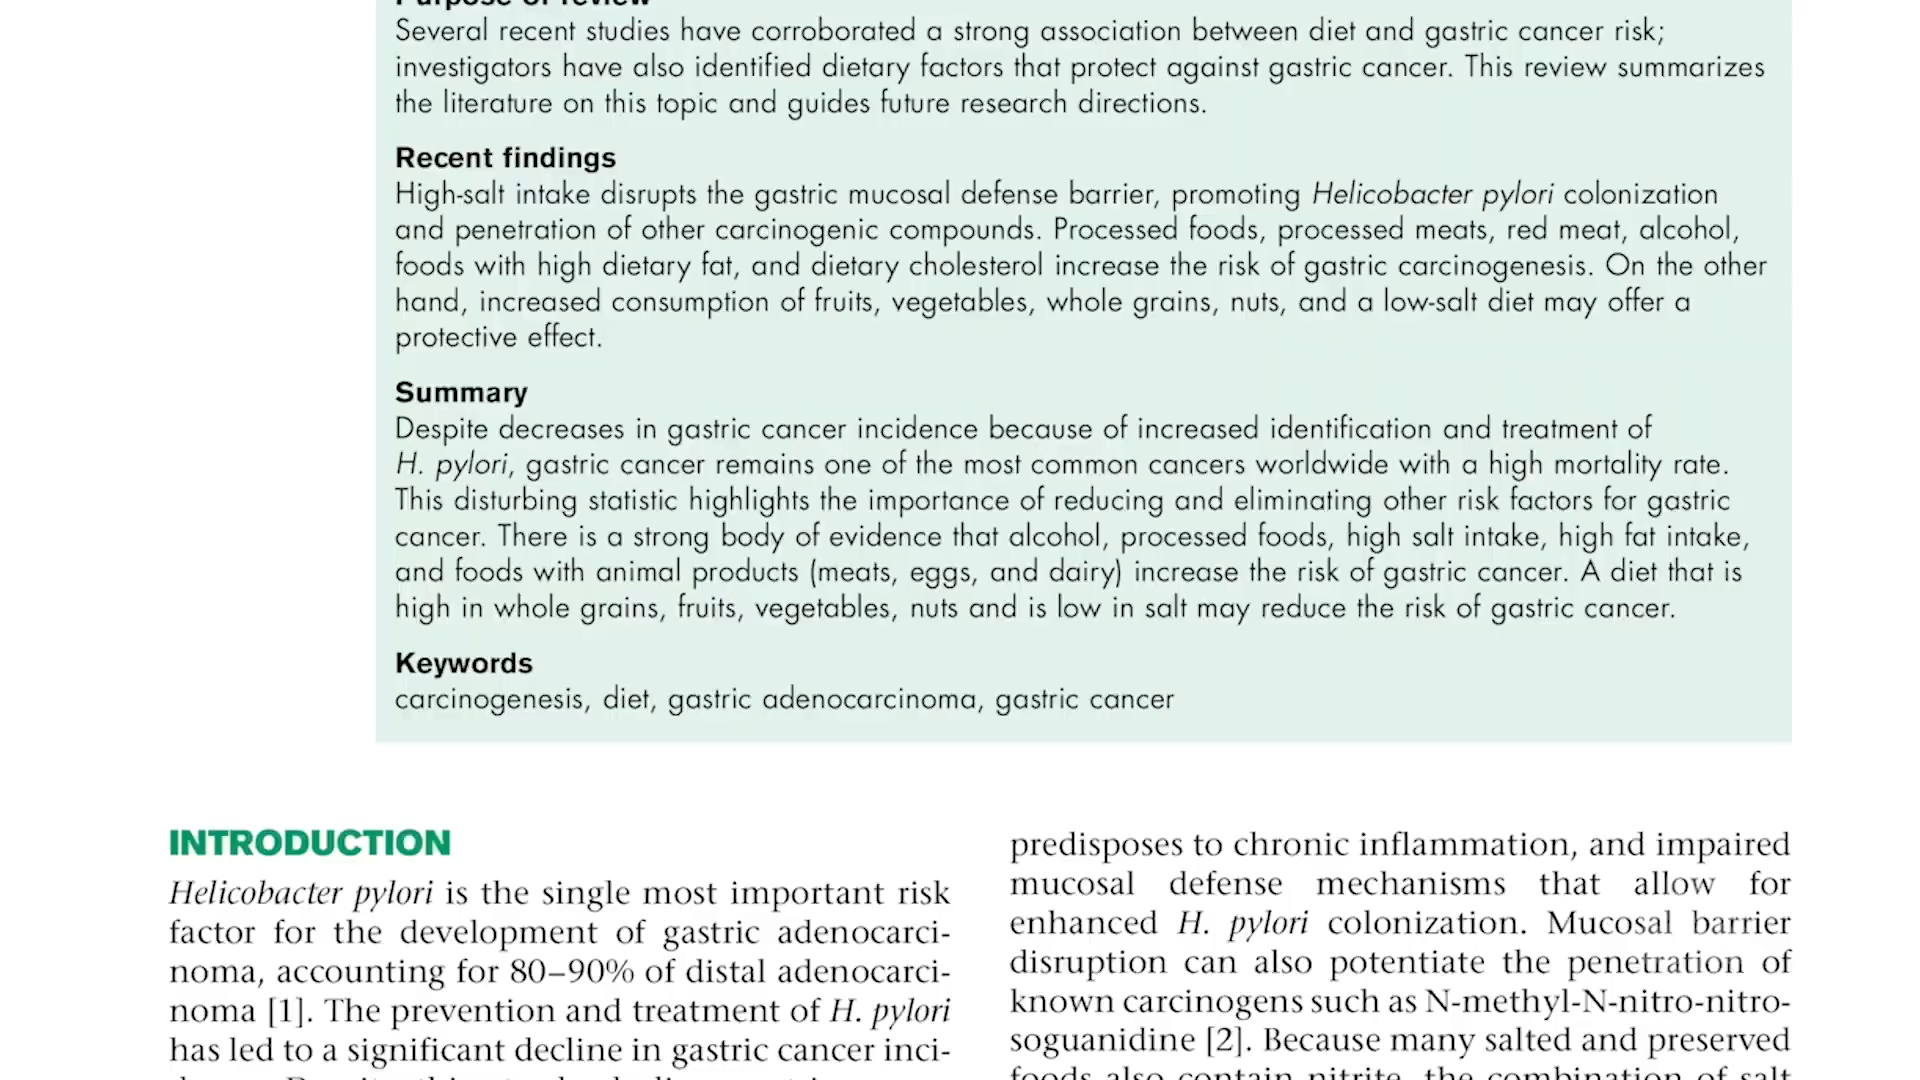 Purpose of review
Several recent studies have corroborated a strong association between diet and gastric cancer risk;
investigators have also identified dietary factors that protect against gastric cancer. This review summarizes
the literature on this topic and guides future research directions.
Recent findings
High-salt intake disrupts the gastric mucosal defense barrier, promoting Helicobacter pylori colonization
and penetration of other carcinogenic compounds. Processed foods, processed meats, red meat, alcohol,
foods with high dietary fat, and dietary cholesterol increase the risk of gastric carcinogenesis. On the other
hand, increased consumption of fruits, vegetables, whole grains, nuts, and a low-salt diet may offer a
protective effect.
Summary
Despite decreases in gastric cancer incidence because of increased identification and treatment of
H. pylori, gastric cancer remains one of the most common cancers worldwide with a high mortality rate.
This disturbing statistic highlights the importance of reducing and eliminating other risk factors for gastric
cancer. There is a strong body of evidence that alcohol, processed foods, high salt intake, high fat intake,
and foods with animal products (meats, eggs, and dairy) increase the risk of gastric cancer. A diet that is
high in whole grains, fruits, vegetables, nuts and is low in salt may reduce the risk of gastric cancer.
Keywords
carcinogenesis, diet, gastric adenocarcinoma, gastric cancer
INTRODUCTION
Helicobacter pylori is the single most important risk
factor for the development of gastric adenocarci-
noma, accounting for 80–90% of distal adenocarci-
noma [1]. The prevention and treatment of H. pylori
has led to a significant decline in gastric cancer inci-
predisposes to chronic inflammation, and impaired
mucosal defense mechanisms that allow for
enhanced H. pylori colonization. Mucosal barrier
disruption can also potentiate the penetration of
known carcinogens such as N-methyl-N-nitro-nitro-
soguanidine [2]. Because many salted and preserved
foods also contain nitrite, the combination of salt